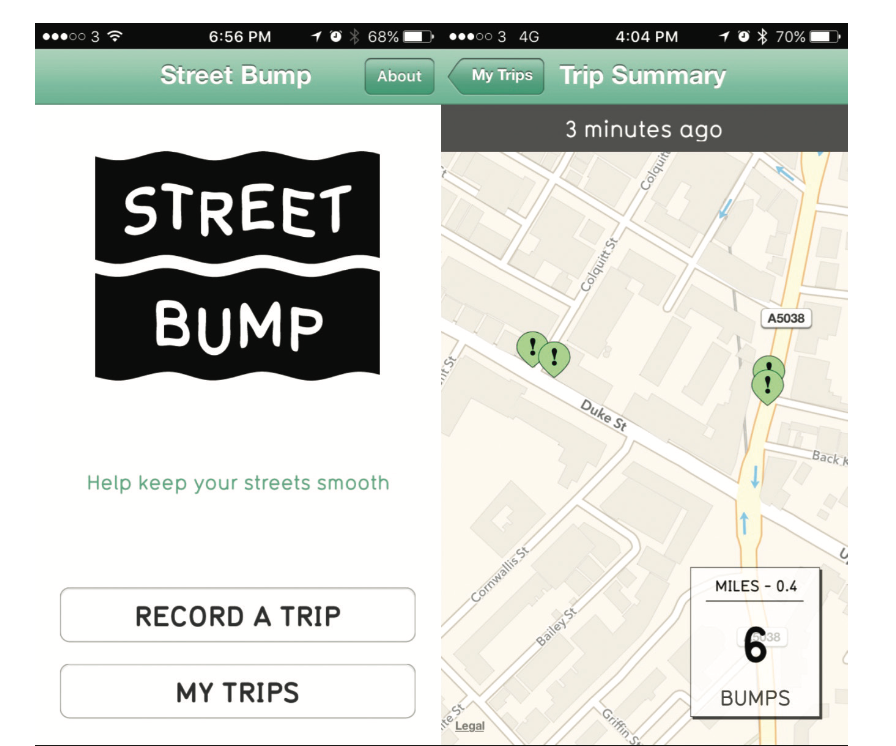 3
6:56 PM
68%
Street Bump
About
STREET
BUMP
Help keep your streets smooth
RECORD A TRIP
MY TRIPS
3 4G
4:04 PM
70%
My Trips
Trip Summary
3 minutes ago
Colquitt St
A5038
Duke St
Back
Cornwallis St
Bailey St
Griffin St
Legal
MILES - 0.4
6
BUMPS